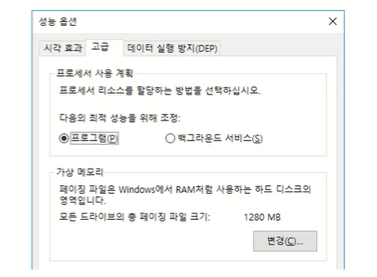 성능 옵션
시각 효과 고급 데이터 실행 방지(DEP)
프로세서 사용 계획
프로세서 리소스를 할당하는 방법을 선택하십시오.
다음의 최적 성능을 위해 조정:
프로그램(P) 백그라운드 서비스(S)
가상 메모리
페이징 파일은 Windows에서 RAM처럼 사용하는 하드 디스크의
영역입니다.
모든 드라이브의 총 페이징 파일 크기: 1280 MB
변경(C)...